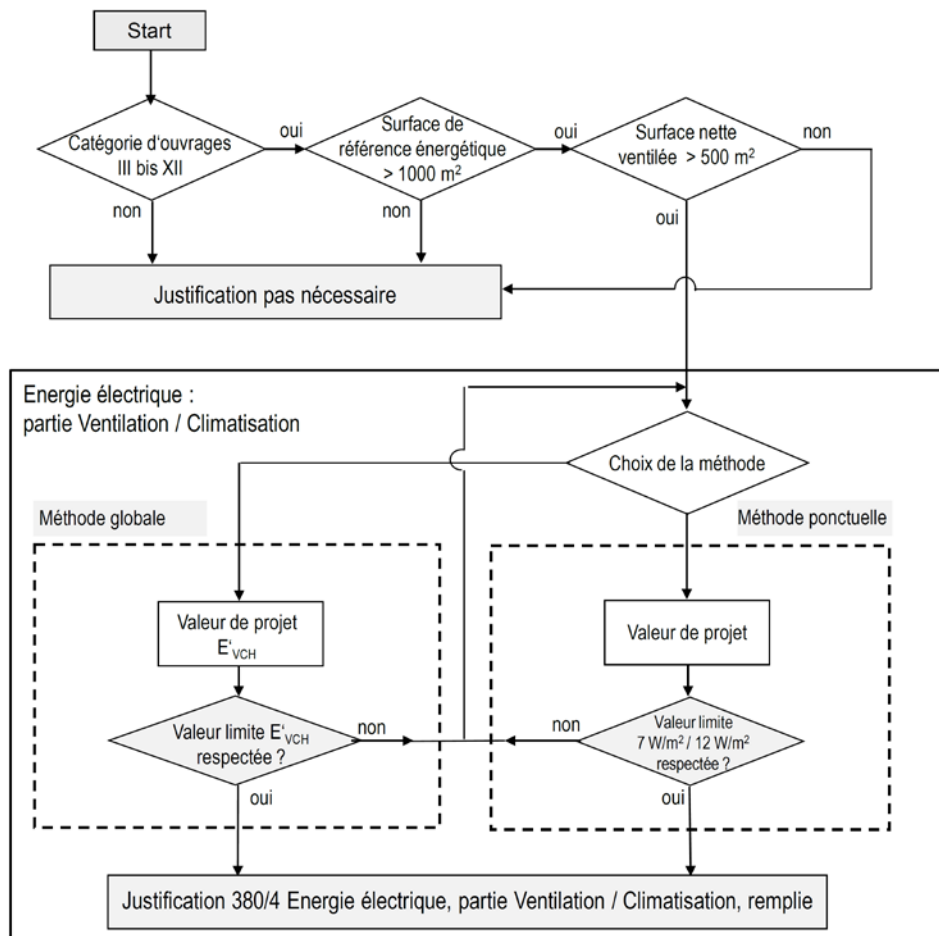 Start
Catégorie d'ouvrages
III bis XII
oui
non
Surface de
référence énergétique
> 1000 m²
oui
non
Surface nette
ventilée > 500 m²
non
oui
Justification pas nécessaire
Energie électrique :
partie Ventilation / Climatisation
Choix de la méthode
Méthode globale
Méthode ponctuelle
Valeur de projet
E'VCH
Valeur de projet
Valeur limite E'VCH
respectée ?
non
oui
non
Valeur limite
7 W/m² / 12 W/m²
respectée ?
oui
Justification 380/4 Energie électrique, partie Ventilation / Climatisation, remplie